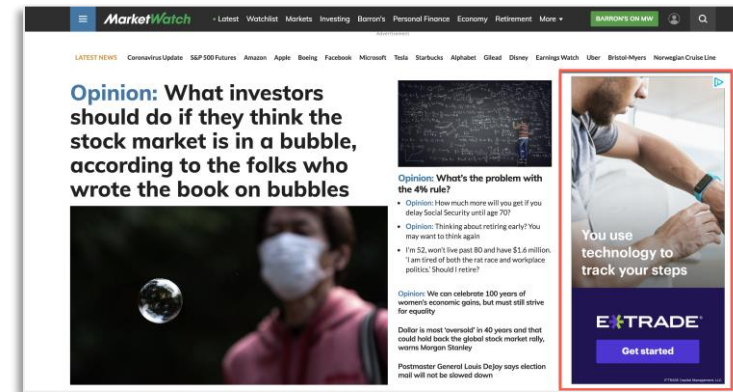 MarketWatch
Latest Watchlist Markets Investing Barron's Personal Finance Economy Retirement More
BARRON'S ON MW
Advertisement
LATEST NEWS Coronavirus Update S&P 500 Futures Amazon Apple Boeing Facebook Microsoft Tesla Starbucks Alphabet Gilead Disney Earnings Watch Uber Bristol-Myers Norwegian Cruise Line
Opinion: What investors
should do if they think the
stock market is in a bubble,
according to the folks who
wrote the book on bubbles
Opinion: What's the problem with
the 4% rule?
• Opinion: How much more will you get if you
delay Social Security until age 70?
• Opinion: Thinking about retiring early? You
may want to think again
• I'm 52, won't live past 80 and have $1.6 million.
'I am tired of both the rat race and workplace
politics.' Should I retire?
Opinion: We can celebrate 100 years of
women's economic gains, but must still strive
for equality
Dollar is most 'oversold' in 40 years and that
could hold back the global stock market rally,
warns Morgan Stanley
Postmaster General Louis DeJoy says election
mail will not be slowed down
You use
technology to
track your steps
E*TRADE
Get started
E*TRADE Capital Management, LLC